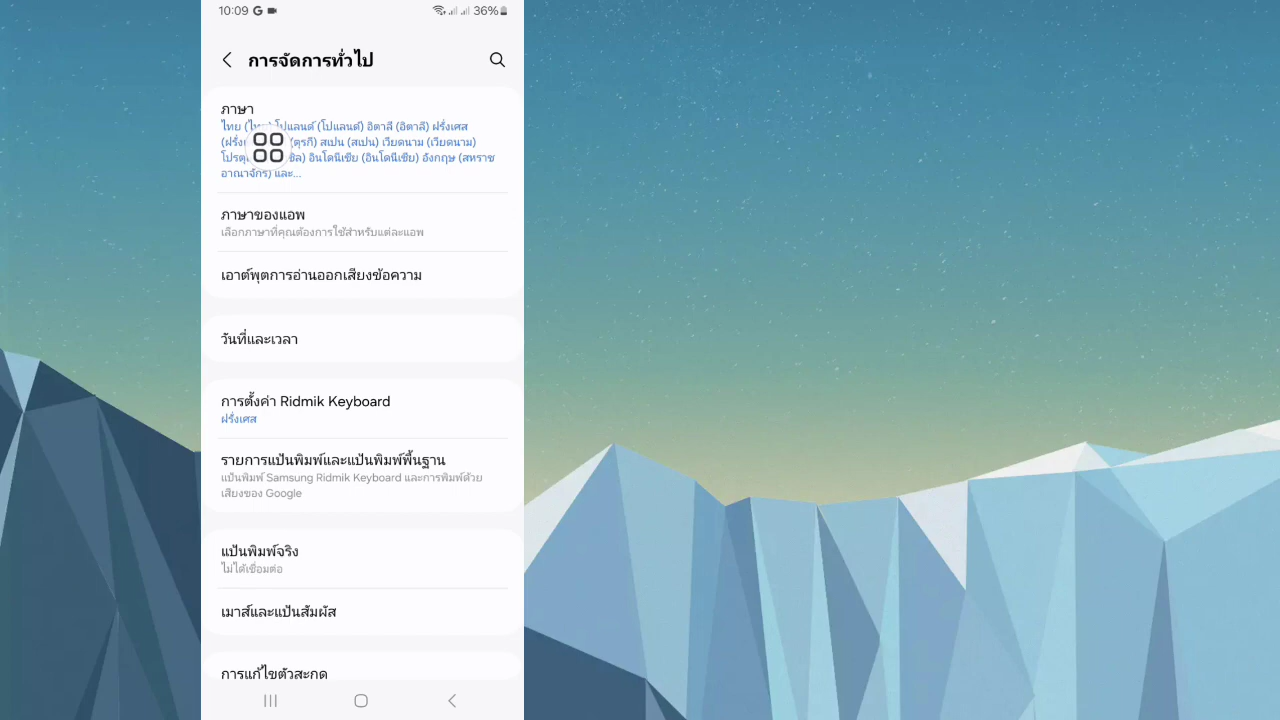 10:09 G 36%
การจัดการทั่วไป
ภาษา
ไทย (ไทย) โปแลนด์ (โปแลนด์) อิตาลี (อิตาลี) ฝรั่งเศส
(ตุรกี) สเปน (สเปน) เวียดนาม (เวียดนาม)
อินโดนีเซีย (อินโดนีเซีย) อังกฤษ (สหราช
อาณาจักร) และ...
ภาษาของแอพ
เลือกภาษาที่คุณต้องการใช้สำหรับแต่ละแอพ
เอาต์พุตการอ่านออกเสียงข้อความ
วันที่และเวลา
การตั้งค่า Ridmik Keyboard
ฝรั่งเศส
รายการแป้นพิมพ์และแป้นพิมพ์พื้นฐาน
แป้นพิมพ์ Samsung Ridmik Keyboard และการพิมพ์ด้วย
เสียงของ Google
แป้นพิมพ์จริง
ไม่ได้เชื่อมต่อ
เมาส์และแป้นสัมผัส
การแก้ไขตัวสะกด